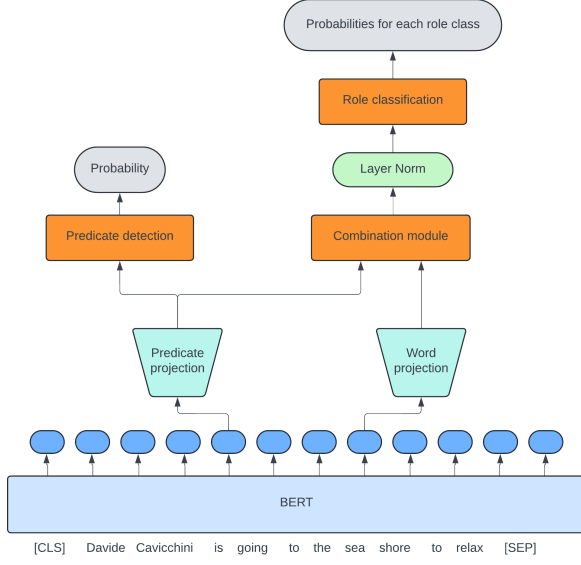 Probabilities for each role class
Role classification
Layer Norm
Probability
Predicate detection
Combination module
Predicate
projection
Word
projection
BERT
[CLS] Davide Cavicchini is going to the sea shore to relax [SEP]